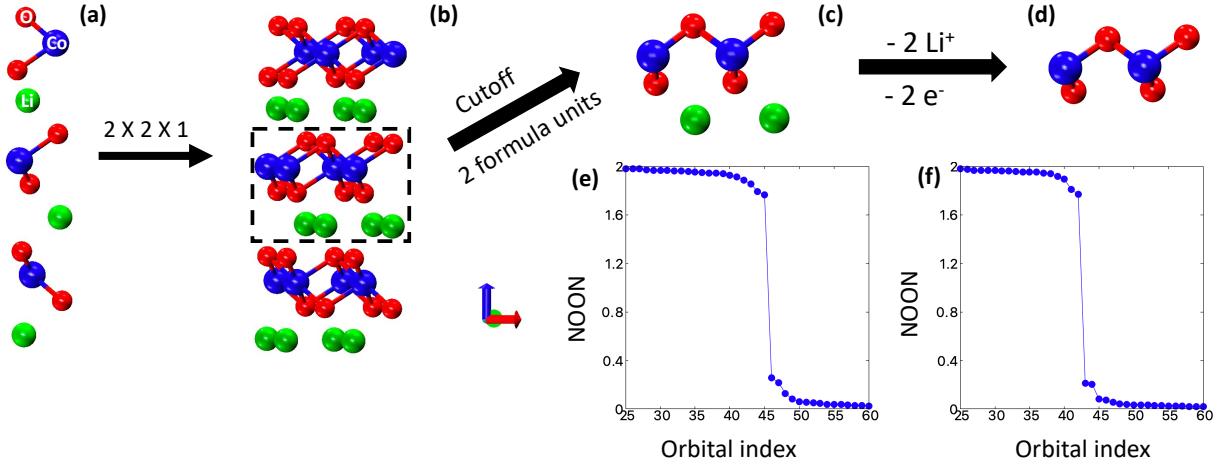 (a)
O
Co
Li
2 X 2 X 1
(b)
Cutoff
2 formula units
(c)
- 2 Li⁺
- 2 e⁻
(d)
(e)
NOON
2
1.6
1.2
0.8
0.4
0
25 30 35 40 45 50 55 60
Orbital index
(f)
NOON
2
1.6
1.2
0.8
0.4
0
25 30 35 40 45 50 55 60
Orbital index